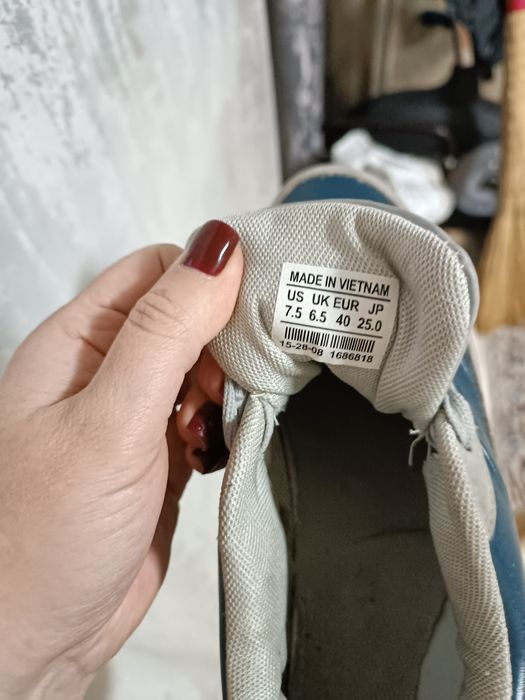 MADE IN VIETNAM
US UK EUR JP
7.5 6.5 40 25.0
15-28-08 1686818